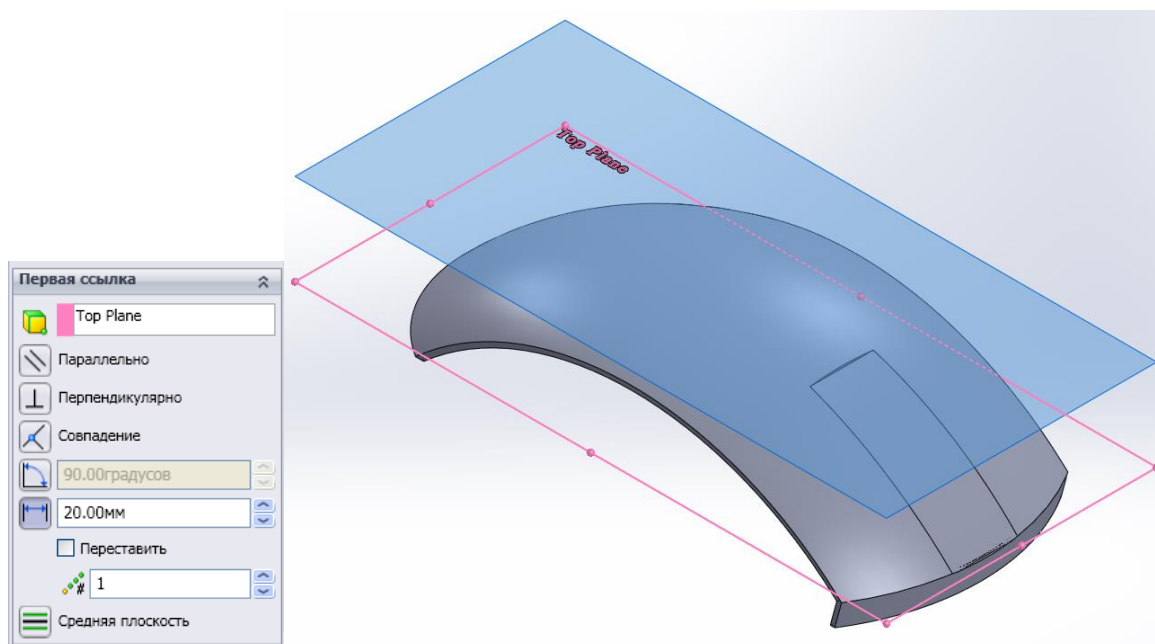 Top Plane
Первая ссылка
Top Plane
Параллельно
Перпендикулярно
Совпадение
90.00градусов
20.00мм
Переставить
# 1
Средняя плоскость